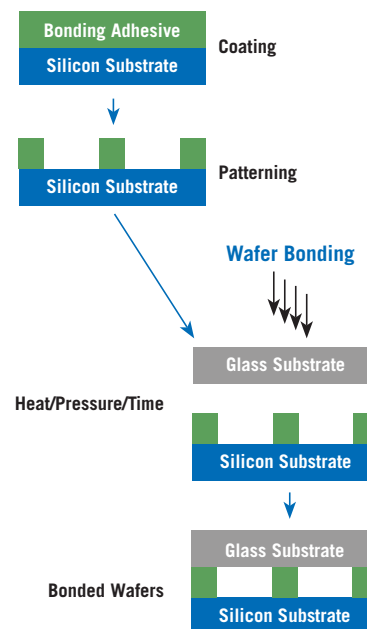 Bonding Adhesive
Silicon Substrate
Coating
Silicon Substrate
Patterning
Wafer Bonding
Glass Substrate
Heat/Pressure/Time
Silicon Substrate
Glass Substrate
Bonded Wafers
Silicon Substrate